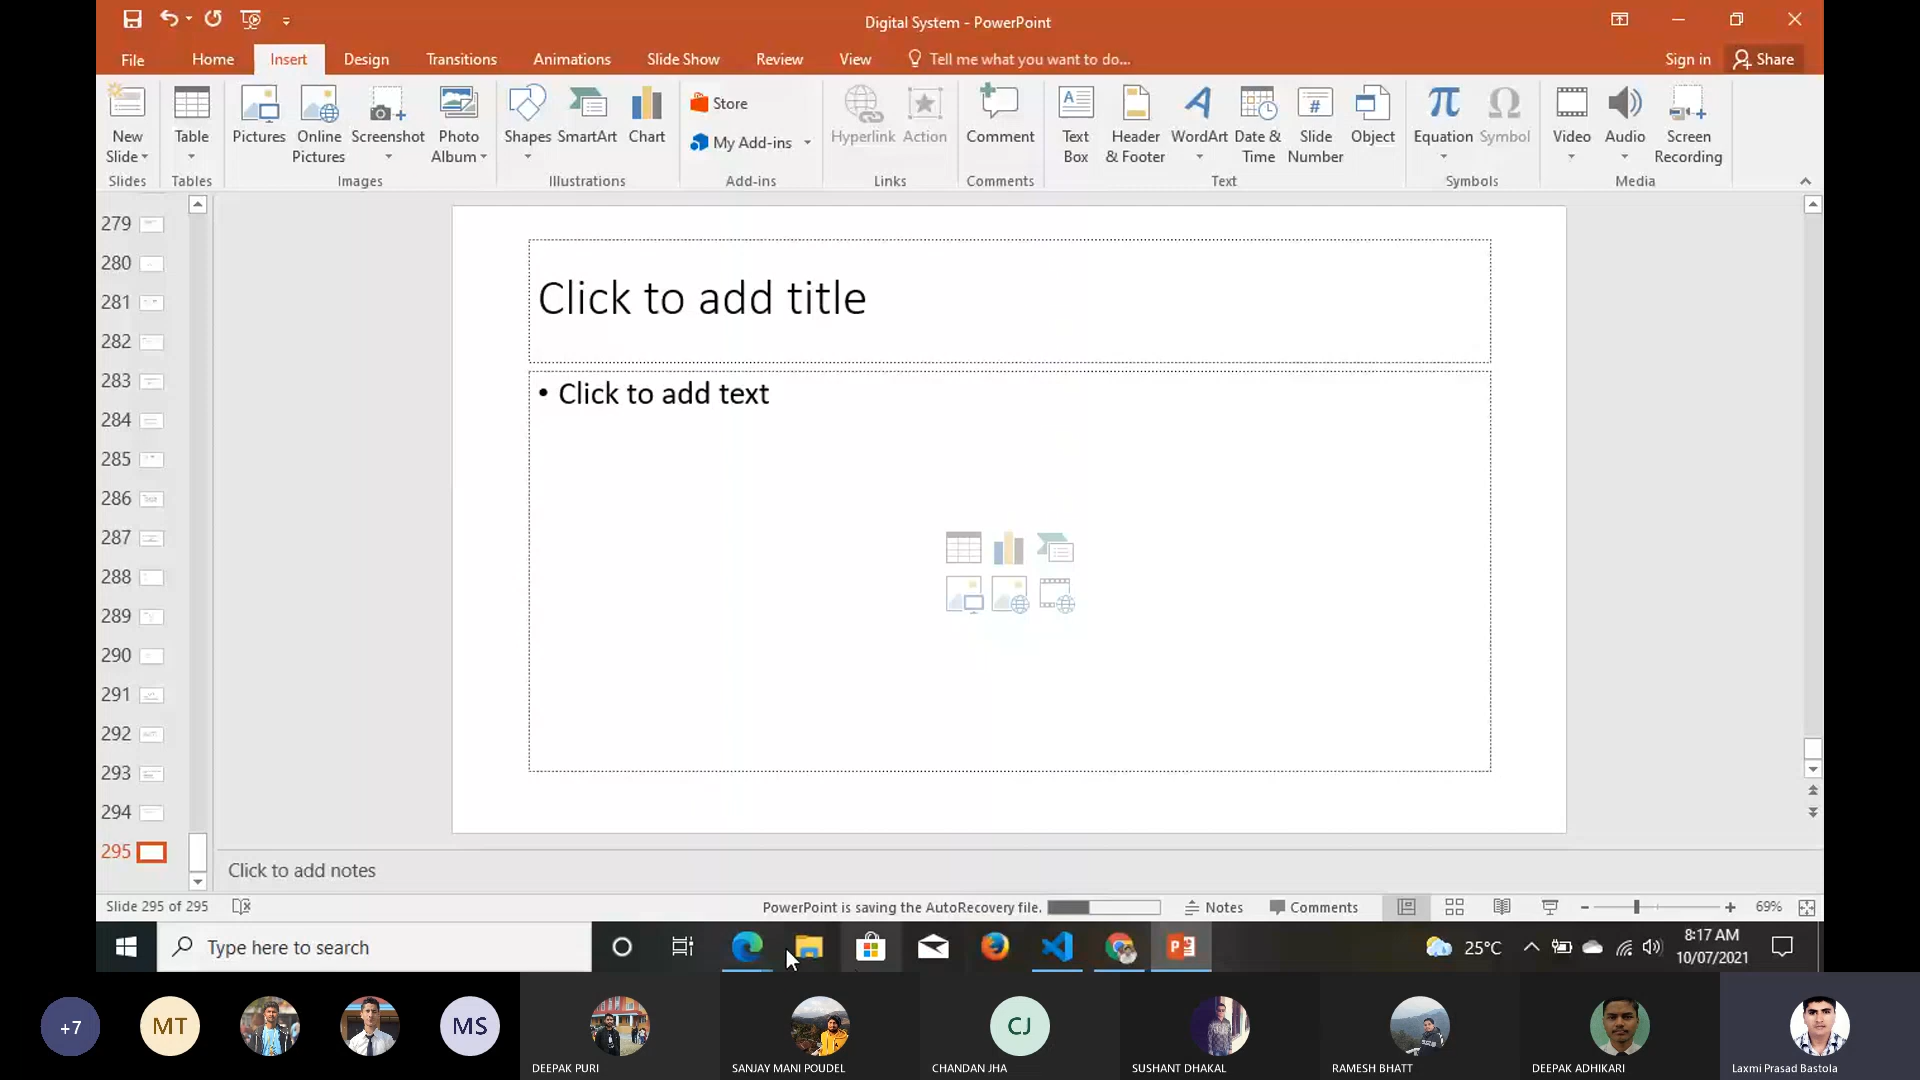 Digital System - PowerPoint
File Home Insert Design Transitions Animations Slide Show Review View Tell me what you want to do... Sign in Share
New Slide Table Pictures Online Pictures Screenshot Photo Album Shapes SmartArt Chart Store My Add-ins Hyperlink Action Comment Text Box Header & Footer WordArt Date & Time Slide Number Object Equation Symbol Video Audio Screen Recording
Slides Tables Images Illustrations Add-ins Links Comments Text Symbols Media
279
280
281
282
283
284
285
286
287
288
289
290
291
292
293
294
295
Click to add title
• Click to add text
Click to add notes
Slide 295 of 295 PowerPoint is saving the AutoRecovery file. Notes Comments 69%
Type here to search 25°C 8:17 AM
10/07/2021
+7 MT MS CJ
DEEPAK PURI SANJAY MANI POUDEL CHANDAN JHA SUSHANT DHAKAL RAMESH BHATT DEEPAK ADHIKARI Laxmi Prasad Bastola